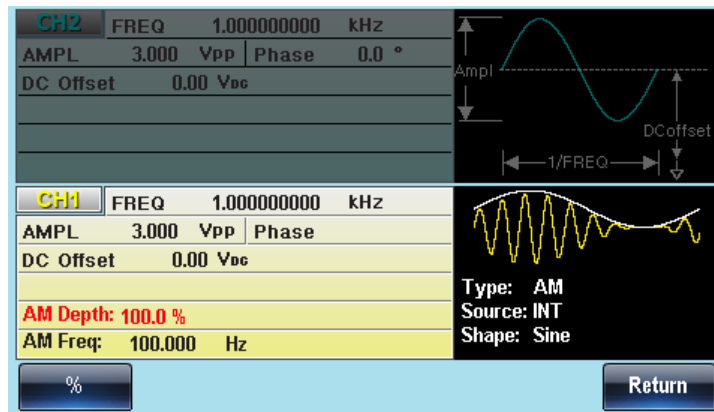 CH2 FREQ 1.000000000 kHz
AMPL 3.000 Vpp Phase 0.0 °
DC Offset 0.00 VDC
Ampl
DCoffset
1/FREQ
CH1 FREQ 1.000000000 kHz
AMPL 3.000 Vpp Phase
DC Offset 0.00 VDC
AM Depth: 100.0 %
AM Freq: 100.000 Hz
Type: AM
Source: INT
Shape: Sine
% Return